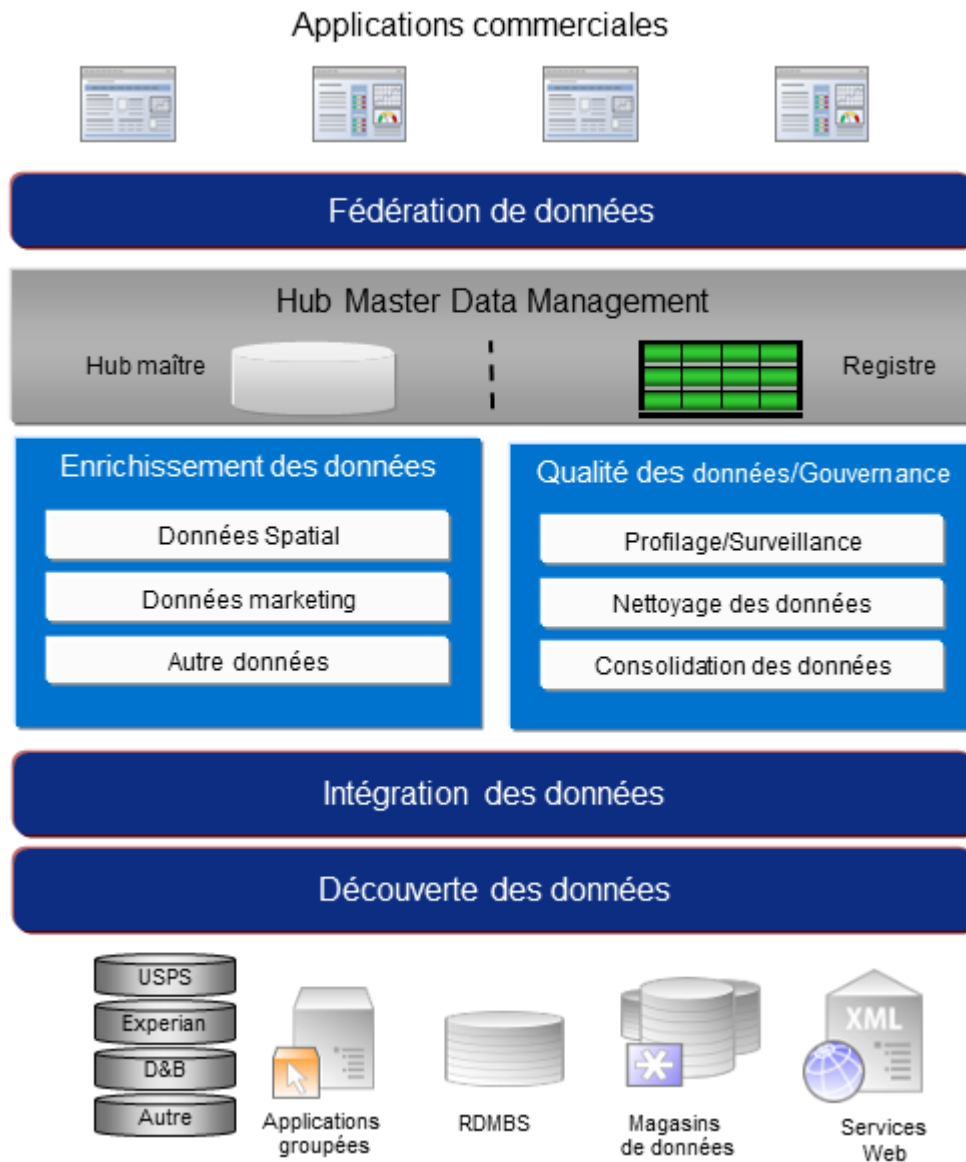 Applications commerciales
Fédération de données
Hub Master Data Management
Hub maître
Registre
Enrichissement des données
Données Spatial
Données marketing
Autre données
Qualité des données/Gouvernance
Profilage/Surveillance
Nettoyage des données
Consolidation des données
Intégration des données
Découverte des données
USPS
Experian
D&B
Autre
Applications
groupées
RDMBS
Magasins
de données
XML
Services
Web